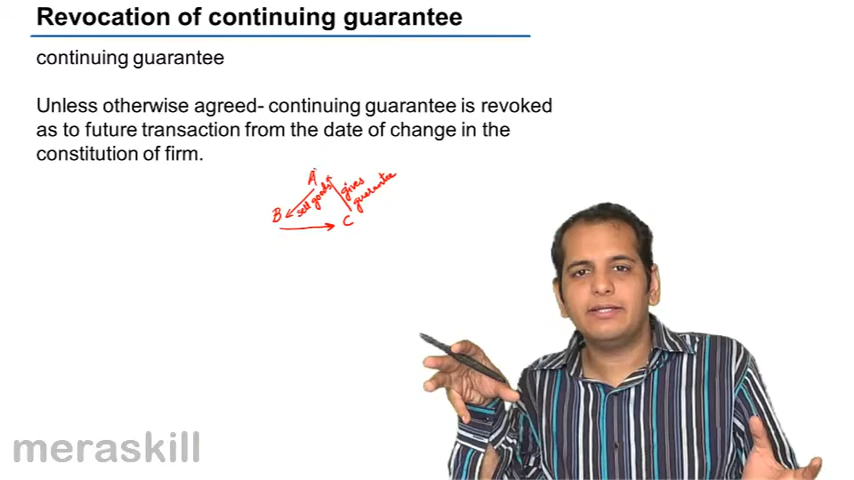 Revocation of continuing guarantee
continuing guarantee
Unless otherwise agreed- continuing guarantee is revoked
as to future transaction from the date of change in the
constitution of firm.
A
sell goods
gives
guarantee
B
C
meraskill